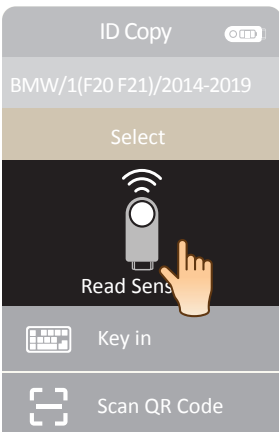 ID Copy
BMW/1(F20 F21)/2014-2019
Select
Read Sens
Key in
Scan QR Code